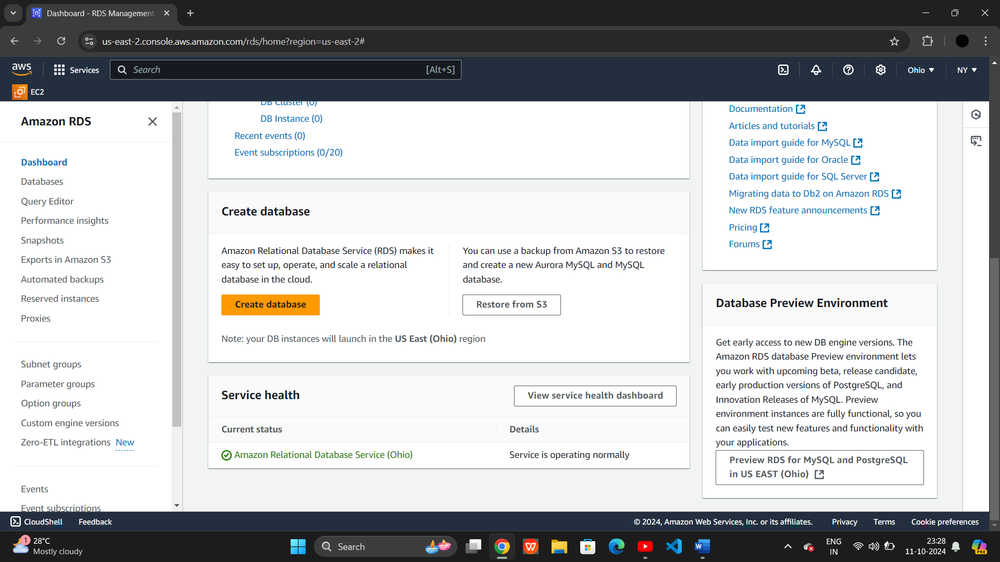 Dashboard - RDS Management
us-east-2.console.aws.amazon.com/rds/home?region=us-east-2#
aws
Services
Search
[Alt+S]
Ohio
NY
EC2
Amazon RDS
Dashboard
Databases
Query Editor
Performance insights
Snapshots
Exports in Amazon S3
Automated backups
Reserved instances
Proxies
Subnet groups
Parameter groups
Option groups
Custom engine versions
Zero-ETL integrations New
Events
Event subscriptions
DB Cluster (0)
DB Instance (0)
Recent events (0)
Event subscriptions (0/20)
Create database
Amazon Relational Database Service (RDS) makes it
easy to set up, operate, and scale a relational
database in the cloud.
Create database
You can use a backup from Amazon S3 to restore
and create a new Aurora MySQL and MySQL
database.
Restore from S3
Note: your DB instances will launch in the US East (Ohio) region
Service health
View service health dashboard
Current status
Details
Amazon Relational Database Service (Ohio)
Service is operating normally
Documentation
Articles and tutorials
Data import guide for MySQL
Data import guide for Oracle
Data import guide for SQL Server
Migrating data to Db2 on Amazon RDS
New RDS feature announcements
Pricing
Forums
Database Preview Environment
Get early access to new DB engine versions. The
Amazon RDS database Preview environment lets
you work with upcoming beta, release candidate,
early production versions of PostgreSQL, and
Innovation Releases of MySQL. Preview
environment instances are fully functional, so you
can easily test new features and functionality with
your applications.
Preview RDS for MySQL and PostgreSQL
in US EAST (Ohio)
CloudShell
Feedback
© 2024, Amazon Web Services, Inc. or its affiliates.
Privacy
Terms
Cookie preferences
1
28°C
Mostly cloudy
Search
W
W
ENG
IN
23:28
11-10-2024
PRE